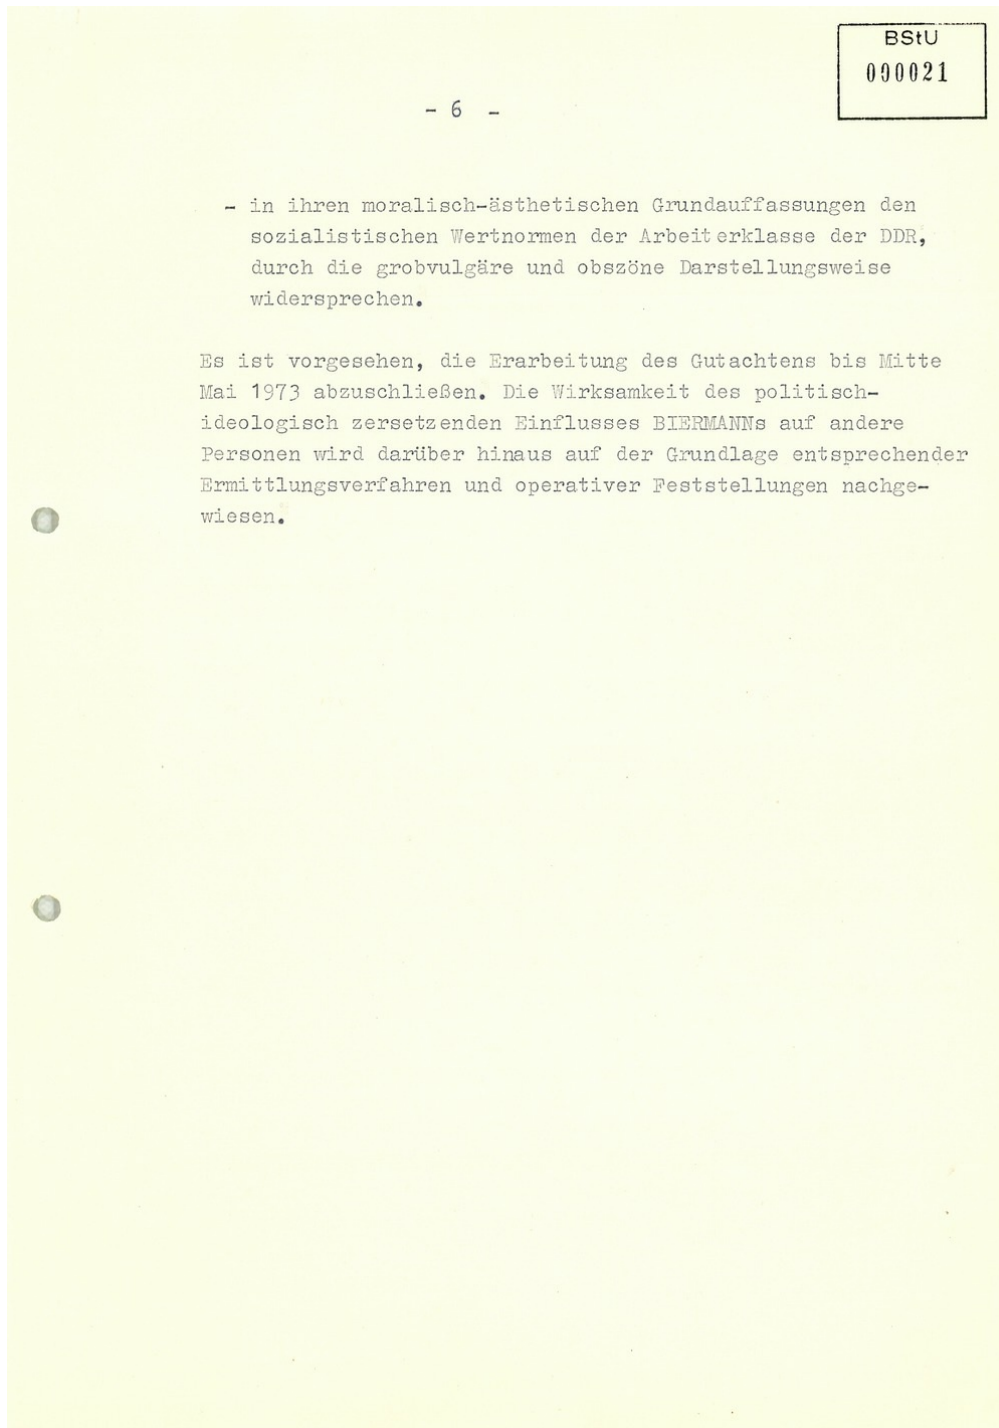 BStU
000021
- 6 -
- in ihren moralisch-ästhetischen Grundauffassungen den
sozialistischen Wertnormen der Arbeiterklasse der DDR,
durch die grobvulgäre und obszöne Darstellungsweise
widersprechen.
Es ist vorgesehen, die Erarbeitung des Gutachtens bis Mitte
Mai 1973 abzuschließen. Die Wirksamkeit des politisch-
ideologisch zersetzenden Einflusses BIERMANNs auf andere
Personen wird darüber hinaus auf der Grundlage entsprechender
Ermittlungsverfahren und operativer Feststellungen nachge-
wiesen.